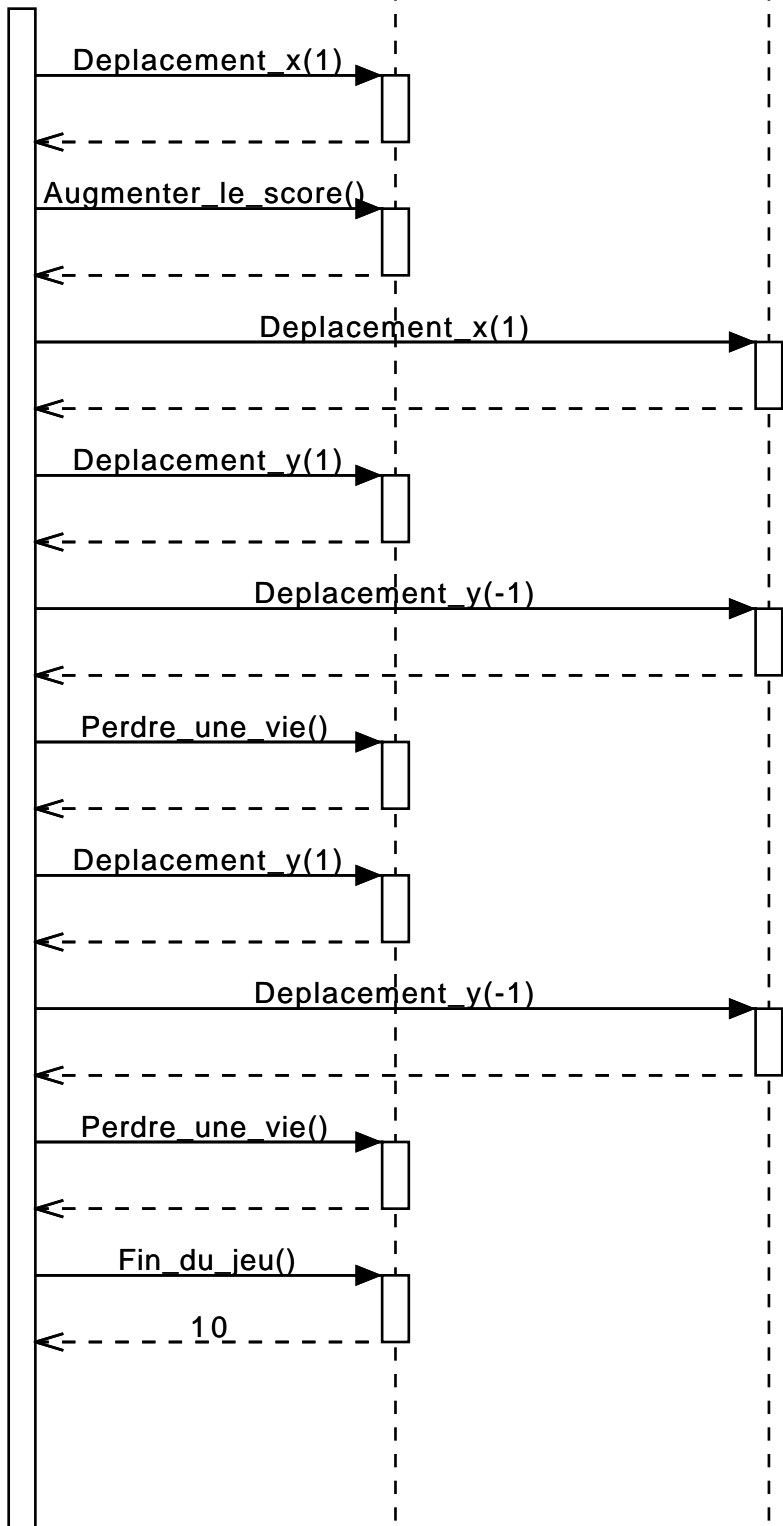 Deplacement_x(1)
Augmenter_le_score()
Deplacement_x(1)
Deplacement_y(1)
Deplacement_y(-1)
Perdre_une_vie()
Deplacement_y(1)
Deplacement_y(-1)
Perdre_une_vie()
Fin_du_jeu()
10